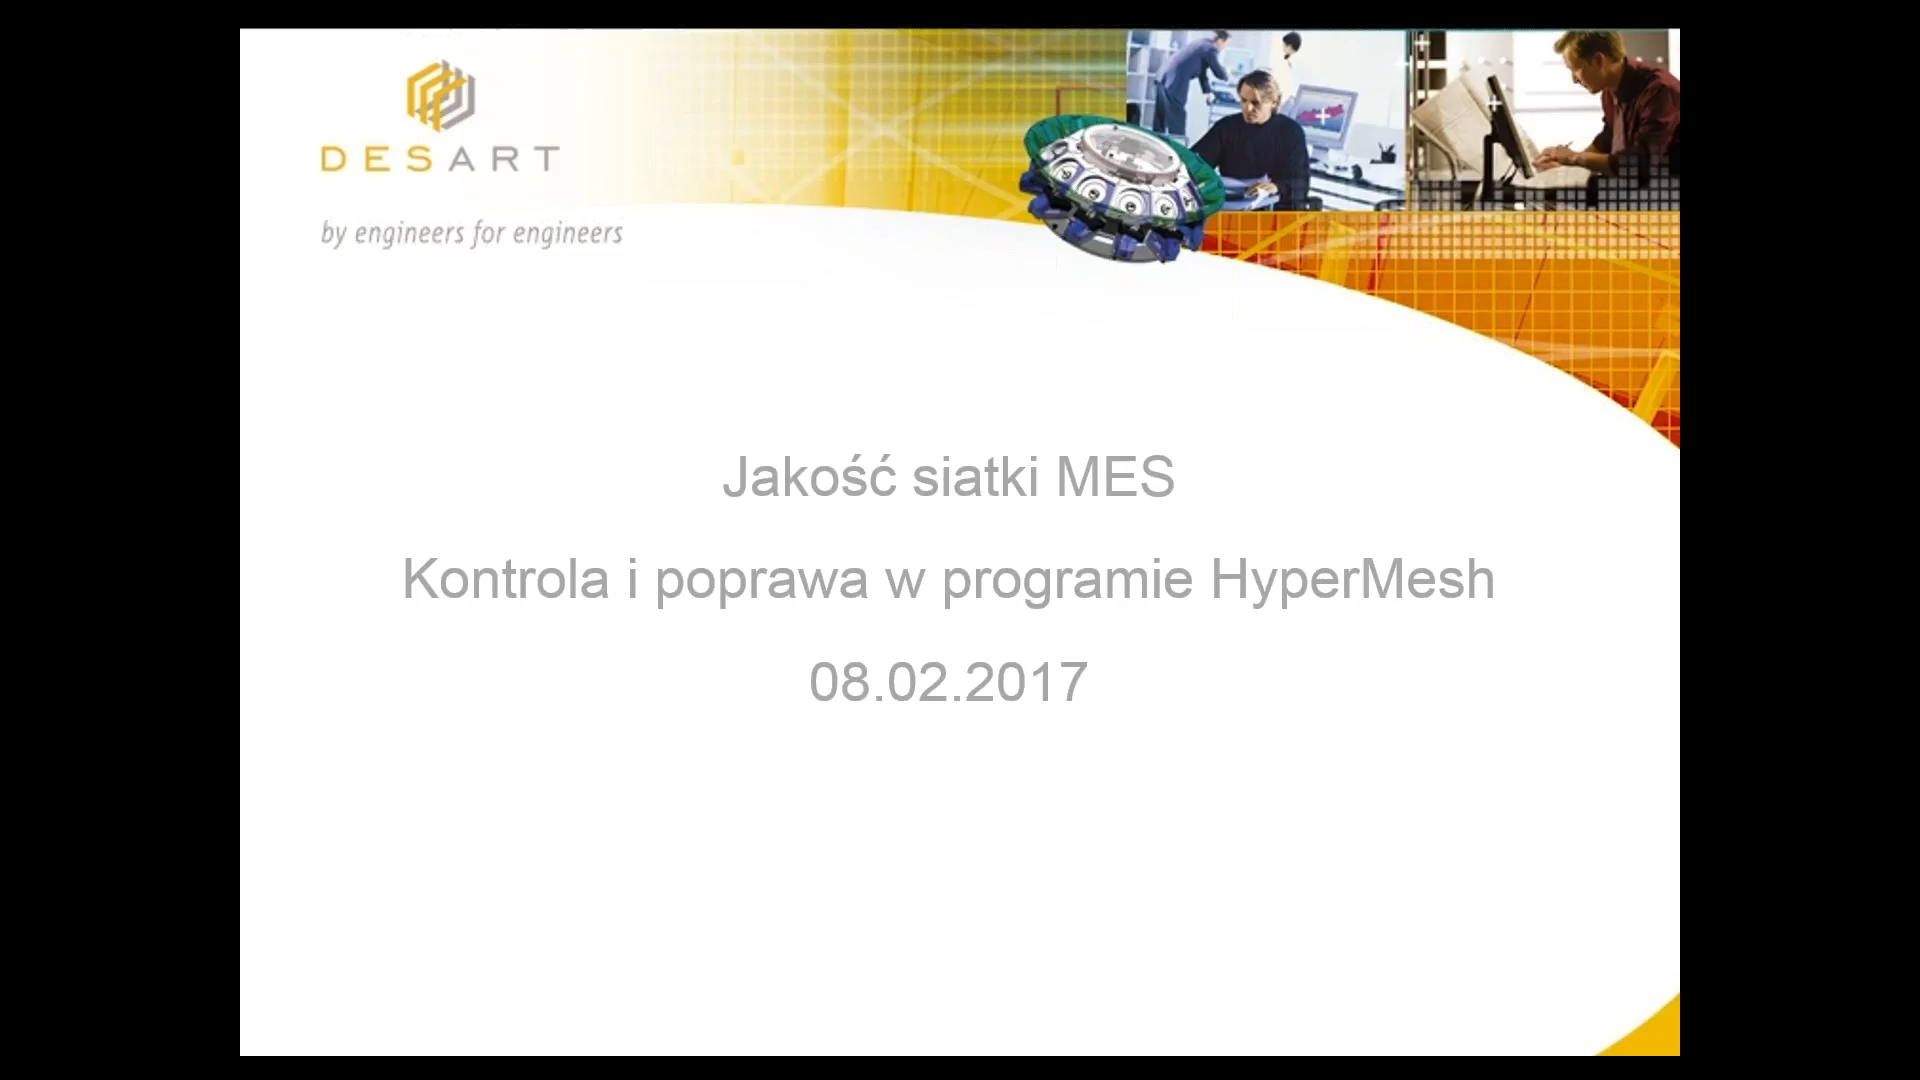 DESART
by engineers for engineers
Jakość siatki MES
Kontrola i poprawa w programie HyperMesh
08.02.2017